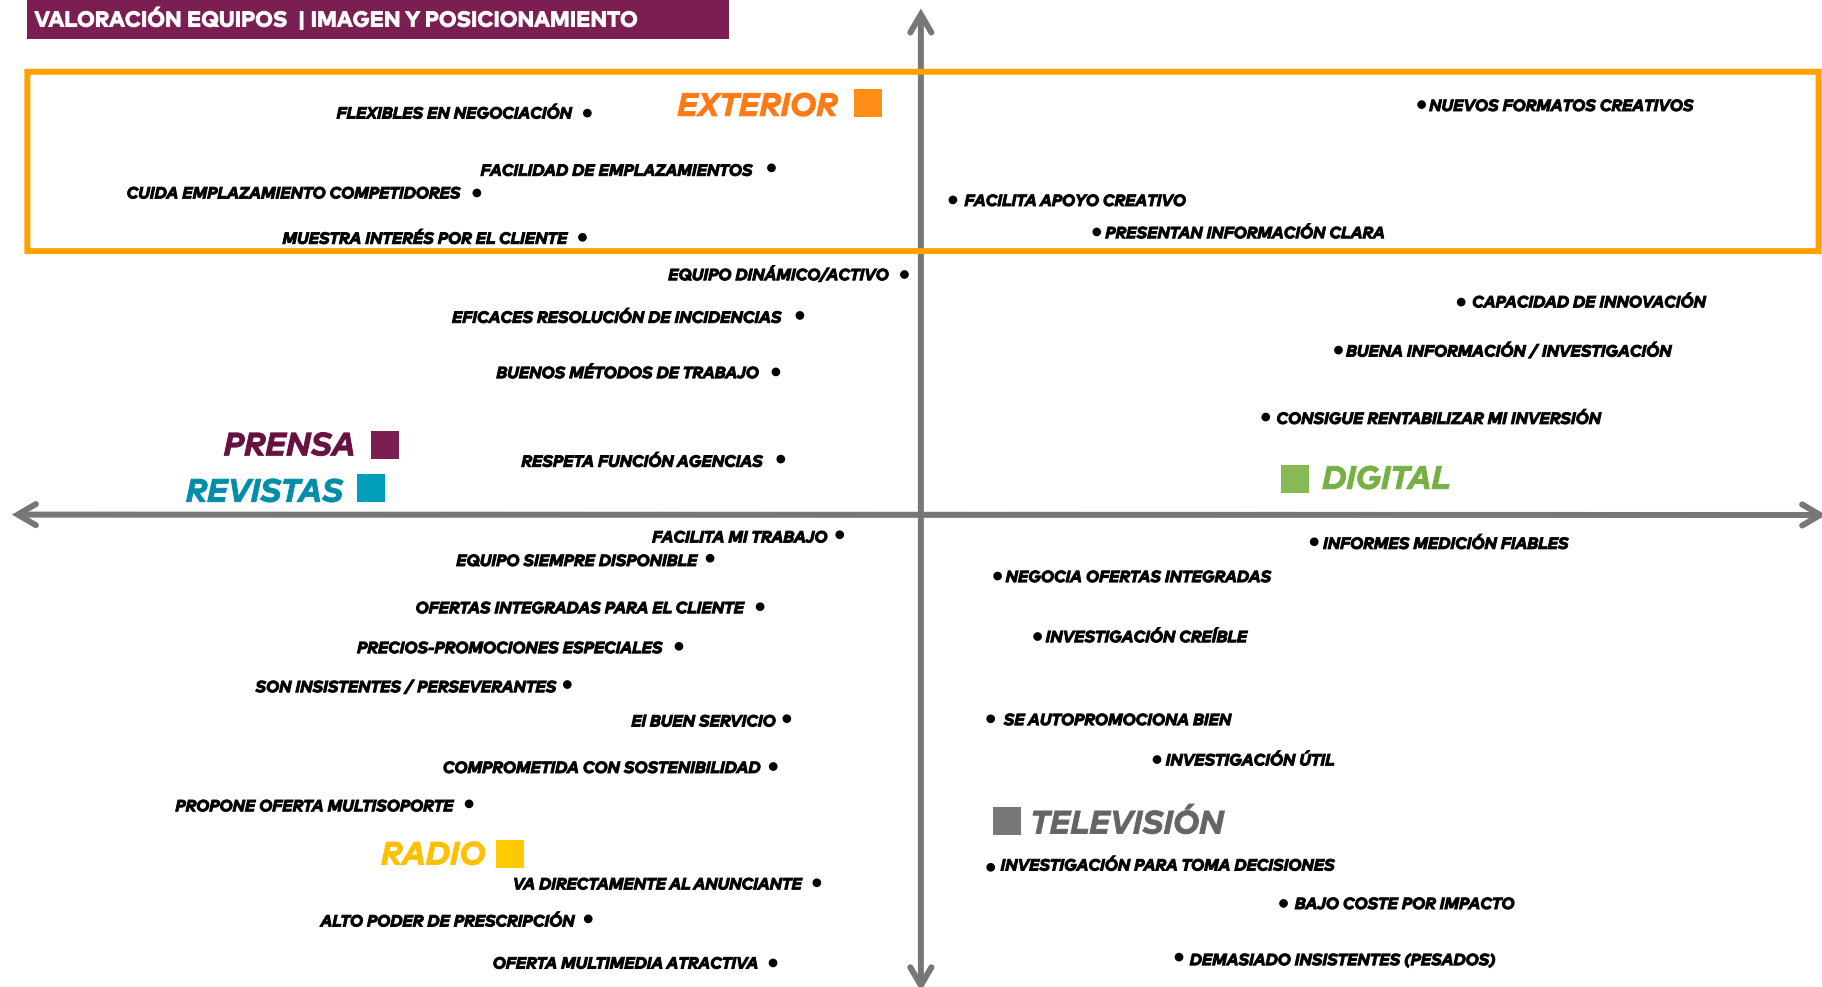 VALORACIÓN EQUIPOS | IMAGEN Y POSICIONAMIENTO
EXTERIOR
FLEXIBLES EN NEGOCIACIÓN
NUEVOS FORMATOS CREATIVOS
FACILIDAD DE EMPLAZAMIENTOS
CUIDA EMPLAZAMIENTO COMPETIDORES
FACILITA APOYO CREATIVO
MUESTRA INTERÉS POR EL CLIENTE
PRESENTAN INFORMACIÓN CLARA
EQUIPO DINÁMICO/ACTIVO
CAPACIDAD DE INNOVACIÓN
EFICACES RESOLUCIÓN DE INCIDENCIAS
BUENA INFORMACIÓN / INVESTIGACIÓN
BUENOS MÉTODOS DE TRABAJO
CONSIGUE RENTABILIZAR MI INVERSIÓN
PRENSA
RESPETA FUNCIÓN AGENCIAS
DIGITAL
REVISTAS
FACILITA MI TRABAJO
INFORMES MEDICIÓN FIABLES
EQUIPO SIEMPRE DISPONIBLE
NEGOCIA OFERTAS INTEGRADAS
OFERTAS INTEGRADAS PARA EL CLIENTE
INVESTIGACIÓN CREÍBLE
PRECIOS-PROMOCIONES ESPECIALES
SON INSISTENTES / PERSEVERANTES
El BUEN SERVICIO
SE AUTOPROMOCIONA BIEN
INVESTIGACIÓN ÚTIL
COMPROMETIDA CON SOSTENIBILIDAD
PROPONE OFERTA MULTISOPORTE
TELEVISIÓN
RADIO
INVESTIGACIÓN PARA TOMA DECISIONES
VA DIRECTAMENTE AL ANUNCIANTE
BAJO COSTE POR IMPACTO
ALTO PODER DE PRESCRIPCIÓN
DEMASIADO INSISTENTES (PESADOS)
OFERTA MULTIMEDIA ATRACTIVA